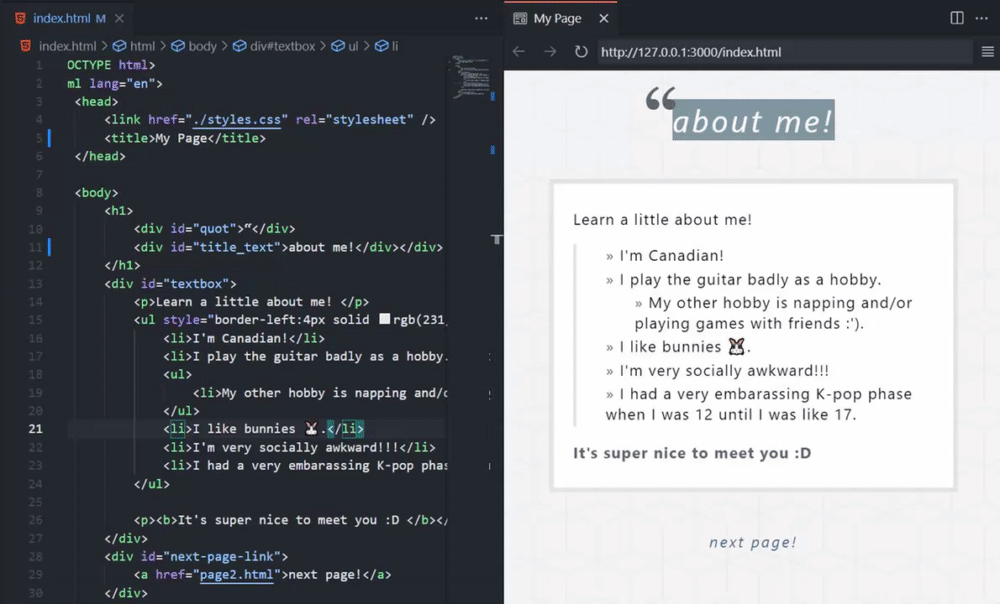 index.html M
index.html > html > body > div#textbox > ul > li
1 OCTYPE html>
2 ml lang="en">
3 <head>
4 <link href="./styles.css" rel="stylesheet" />
5 <title>My Page</title>
6 </head>
7
8 <body>
9 <h1>
10 <div id="quot">“</div>
11 <div id="title_text">about me!</div></div>
12 </h1>
13 <div id="textbox">
14 <p>Learn a little about me! </p>
15 <ul style="border-left:4px solid rgb(231,
16 <li>I'm Canadian!</li>
17 <li>I play the guitar badly as a hobby.
18 <ul>
19 <li>My other hobby is napping and/o
20 </ul>
21 <li>I like bunnies 🐰.</li>
22 <li>I'm very socially awkward!!!</li>
23 <li>I had a very embarassing K-pop phas
24 </ul>
25
26 <p><b>It's super nice to meet you :D </b></
27 </div>
28 <div id="next-page-link">
29 <a href="page2.html">next page!</a>
30 </div>
My Page
http://127.0.0.1:3000/index.html
“
about me!
Learn a little about me!
» I'm Canadian!
» I play the guitar badly as a hobby.
» My other hobby is napping and/or
playing games with friends :').
» I like bunnies 🐰.
» I'm very socially awkward!!!
» I had a very embarassing K-pop phase
when I was 12 until I was like 17.
It's super nice to meet you :D
next page!